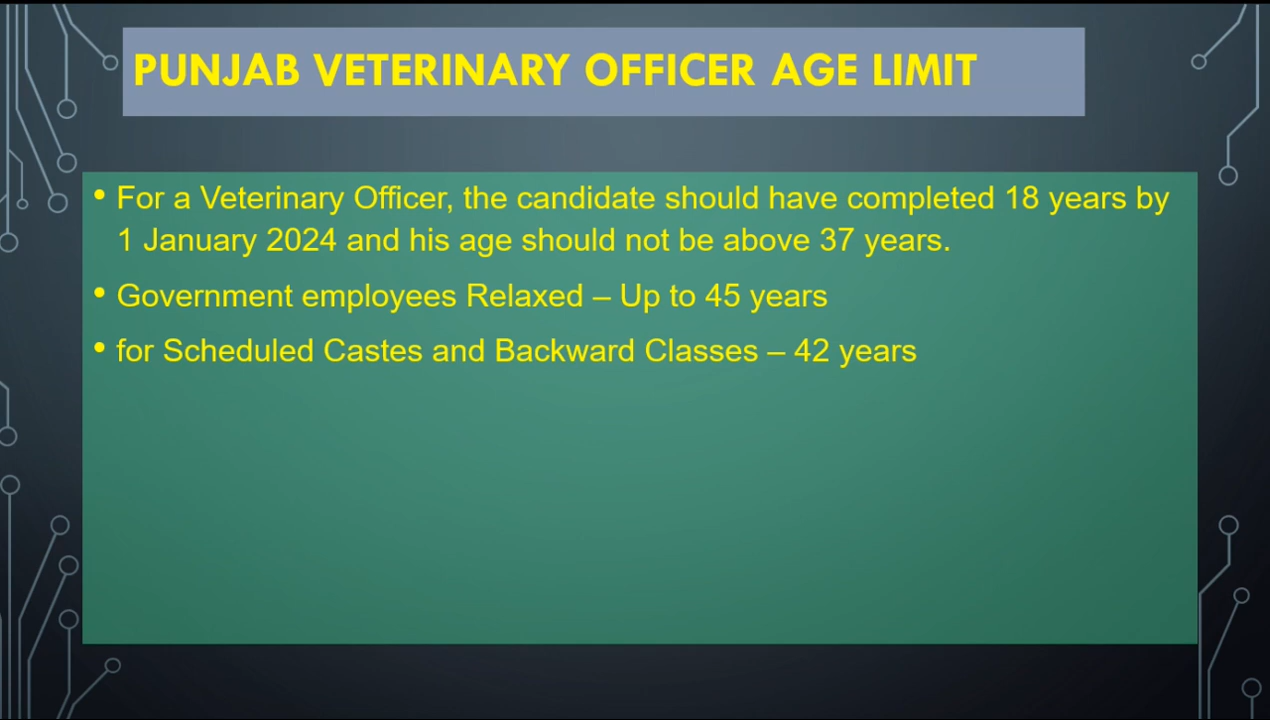 PUNJAB VETERINARY OFFICER AGE LIMIT
• For a Veterinary Officer, the candidate should have completed 18 years by
1 January 2024 and his age should not be above 37 years.
• Government employees Relaxed – Up to 45 years
• for Scheduled Castes and Backward Classes – 42 years